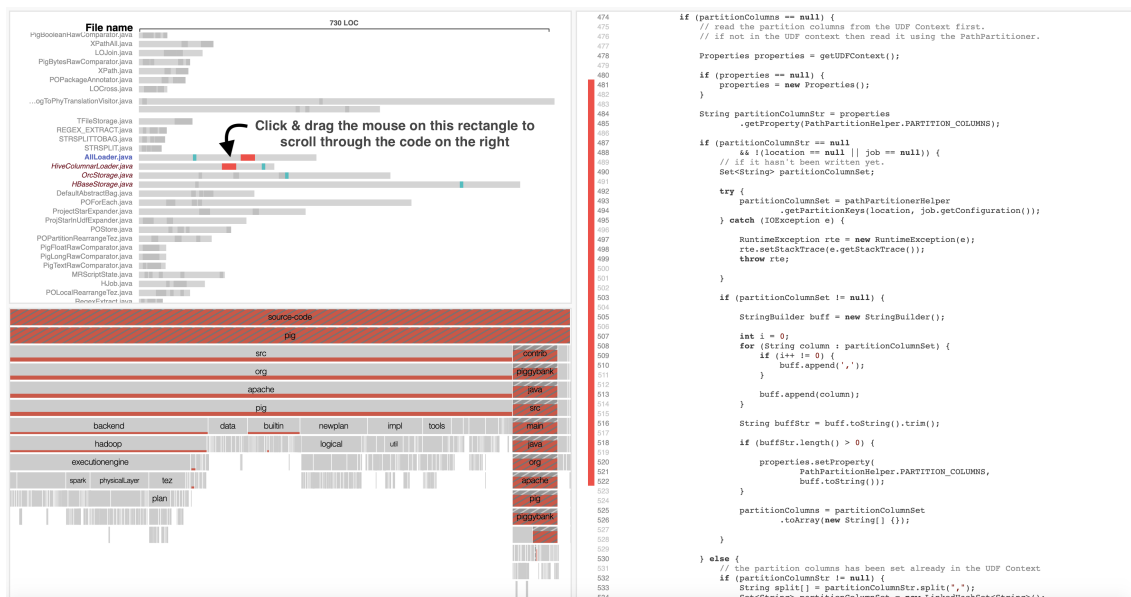 File name
730 LOC
PigBooleanRawComparator.java
XPathAll.java
LOJoin.java
PigBytesRawComparator.java
XPath.java
POPackageAnnotator.java
LOCross.java
...ogToPhyTranslationVisitor.java
TFileStorage.java
REGEX_EXTRACT.java
STRSPLITTOBAG.java
STRSPLIT.java
AllLoader.java
HiveColumnarLoader.java
OrcStorage.java
HBaseStorage.java
DefaultAbstractBag.java
POForEach.java
ProjectStarExpander.java
ProjStarInUdfExpander.java
POStore.java
POPartitionRearrangeTez.java
PigFloatRawComparator.java
PigLongRawComparator.java
PigTextRawComparator.java
MRScriptState.java
HJob.java
POLocalRearrangeTez.java
RegexExtract.java
Click & drag the mouse on this rectangle to
scroll through the code on the right
source-code
pig
src contrib
org piggybank
apache java
pig src
backend data builtin newplan impl tools main
hadoop logical util java
executionengine org
spark physicalLayer tez apache
plan pig
piggybank
474 if (partitionColumns == null) {
475 // read the partition columns from the UDF Context first.
476 // if not in the UDF context then read it using the PathPartitioner.
477
478 Properties properties = getUDFContext();
479
480 if (properties == null) {
481 properties = new Properties();
482 }
483
484 String partitionColumnStr = properties
485 .getProperty(PathPartitionHelper.PARTITION_COLUMNS);
486
487 if (partitionColumnStr == null
488 && !(location == null || job == null)) {
489 // if it hasn't been written yet.
490 Set<String> partitionColumnSet;
491
492 try {
493 partitionColumnSet = pathPartitionerHelper
494 .getPartitionKeys(location, job.getConfiguration());
495 } catch (IOException e) {
496
497 RuntimeException rte = new RuntimeException(e);
498 rte.setStackTrace(e.getStackTrace());
499 throw rte;
500
501 }
502
503 if (partitionColumnSet != null) {
504
505 StringBuilder buff = new StringBuilder();
506
507 int i = 0;
508 for (String column : partitionColumnSet) {
509 if (i++ != 0) {
510 buff.append(',');
511 }
512
513 buff.append(column);
514 }
515
516 String buffStr = buff.toString().trim();
517
518 if (buffStr.length() > 0) {
519
520 properties.setProperty(
521 PathPartitionHelper.PARTITION_COLUMNS,
522 buff.toString());
523 }
524
525 partitionColumns = partitionColumnSet
526 .toArray(new String[] {});
527
528 }
529
530 } else {
531 // the partition columns has been set already in the UDF Context
532 if (partitionColumnStr != null) {
533 String split[] = partitionColumnStr.split(",");
534 Set<String> partitionColumnSet = new LinkedHashSet<String>();